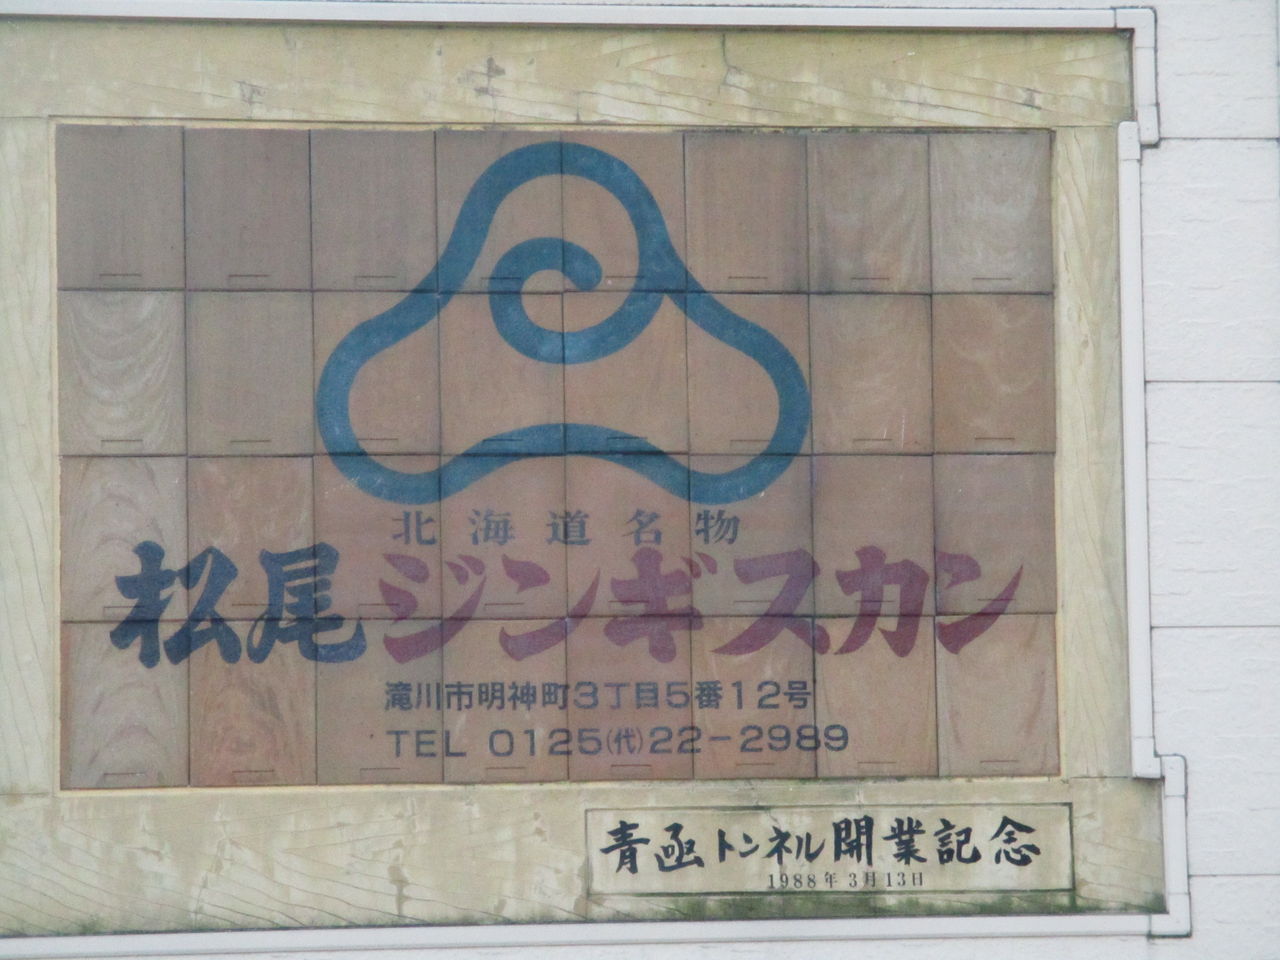 北海道名物
松尾ジンギスカン
滝川市明神町3丁目5番12号
TEL 0125(代)22-2989
青函トンネル開業記念
1988年3月13日